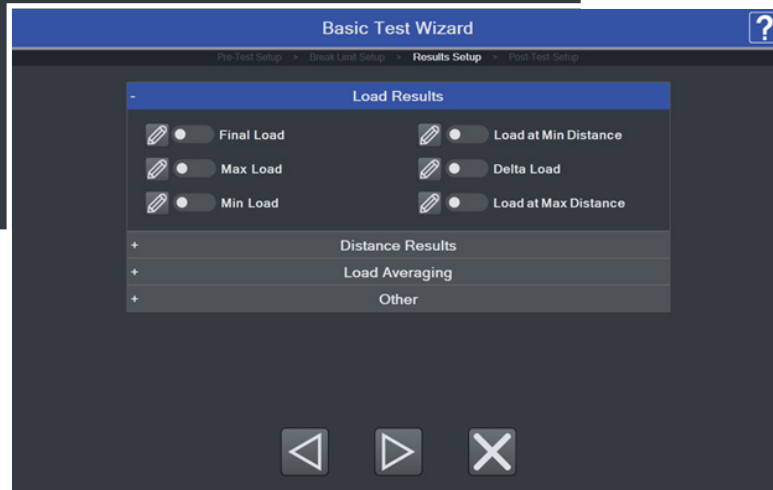 Basic Test Wizard
?
Pre-Test Setup > Break Limit Setup > Results Setup > Post-Test-Setup
- Load Results
Final Load Load at Min Distance
Max Load Delta Load
Min Load Load at Max Distance
+ Distance Results
+ Load Averaging
+ Other